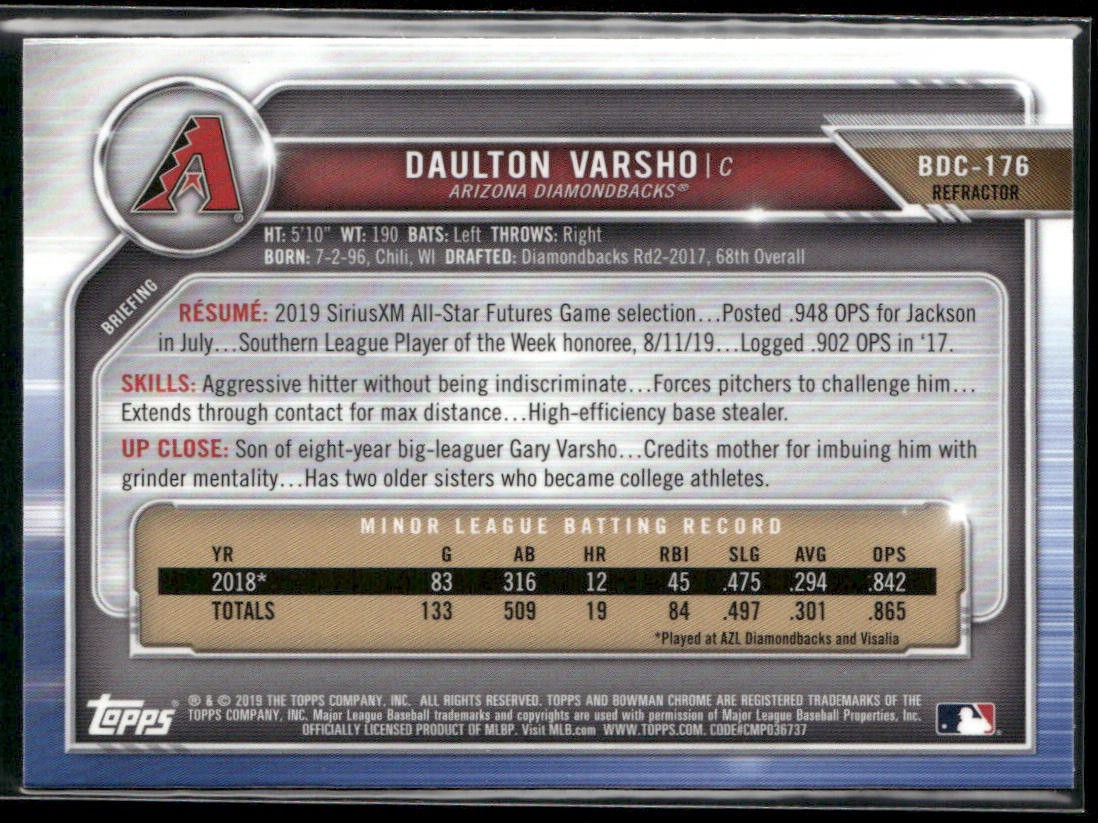 DAULTON VARSHO | C
ARIZONA DIAMONDBACKS®
BDC-176
REFRACTOR
HT: 5'10" WT: 190 BATS: Left THROWS: Right
BORN: 7-2-96, Chili, WI DRAFTED: Diamondbacks Rd2-2017, 68th Overall
BRIEFING
RÉSUMÉ: 2019 SiriusXM All-Star Futures Game selection...Posted .948 OPS for Jackson
in July...Southern League Player of the Week honoree, 8/11/19...Logged .902 OPS in '17.
SKILLS: Aggressive hitter without being indiscriminate...Forces pitchers to challenge him...
Extends through contact for max distance...High-efficiency base stealer.
UP CLOSE: Son of eight-year big-leaguer Gary Varsho...Credits mother for imbuing him with
grinder mentality...Has two older sisters who became college athletes.
MINOR LEAGUE BATTING RECORD
YR G AB HR RBI SLG AVG OPS
2018* 83 316 12 45 .475 .294 .842
TOTALS 133 509 19 84 .497 .301 .865
*Played at AZL Diamondbacks and Visalia
topps
® & © 2019 THE TOPPS COMPANY, INC. ALL RIGHTS RESERVED. TOPPS AND BOWMAN CHROME ARE REGISTERED TRADEMARKS OF THE
TOPPS COMPANY, INC. Major League Baseball trademarks and copyrights are used with permission of Major League Baseball Properties, Inc.
OFFICIALLY LICENSED PRODUCT OF MLBP. Visit MLB.com WWW.TOPPS.COM. CODE#CMP036737